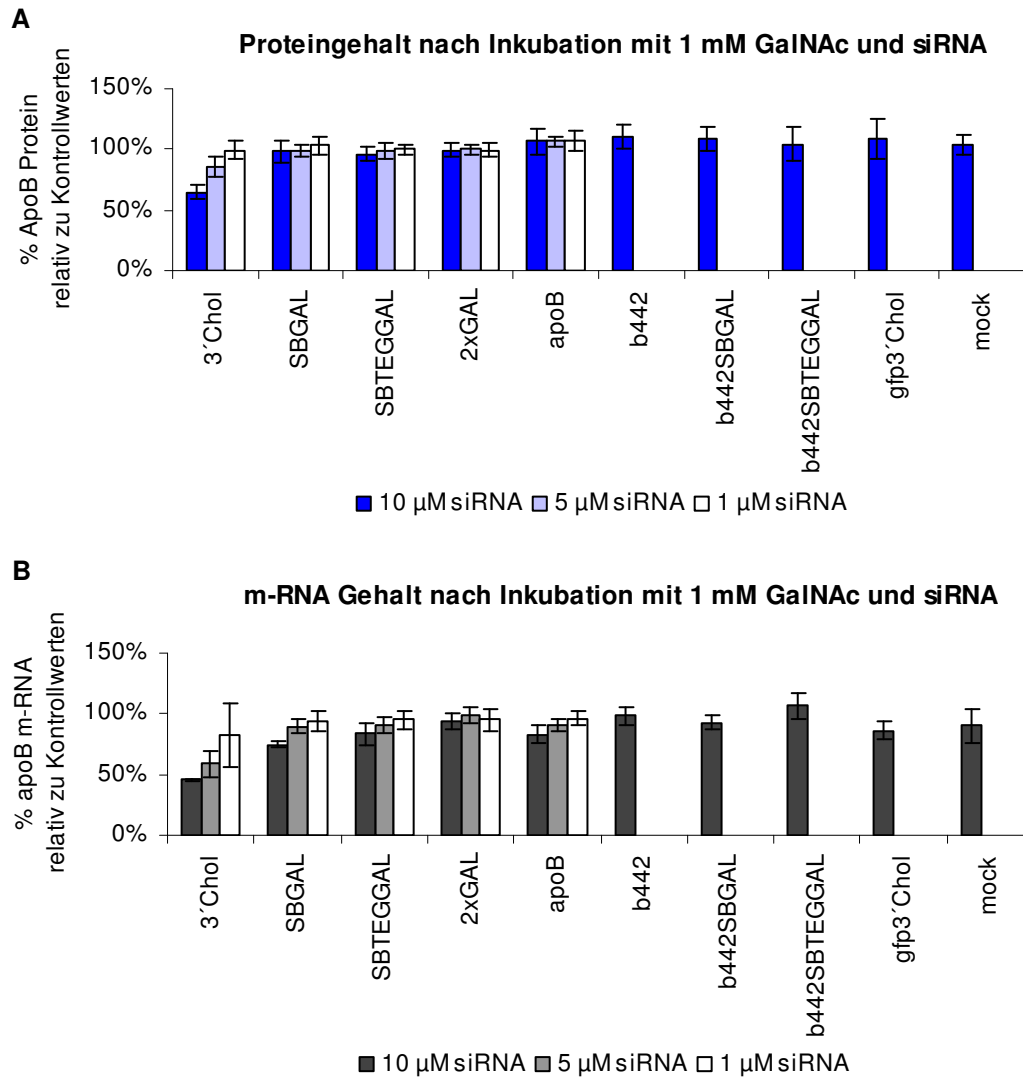 A
Proteingehalt nach Inkubation mit 1 mM GalNAc und siRNA
% ApoB Protein
relativ zu Kontrollwerten
150%
100%
50%
0%
3´Chol
SBGAL
SBTEGGAL
2xGAL
apoB
b442
b442SBGAL
b442SBTEGGAL
gfp3´Chol
mock
10 µM siRNA 5 µM siRNA 1 µM siRNA
B
m-RNA Gehalt nach Inkubation mit 1 mM GalNAc und siRNA
% apoB m-RNA
relativ zu Kontrollwerten
150%
100%
50%
0%
3´Chol
SBGAL
SBTEGGAL
2xGAL
apoB
b442
b442SBGAL
b442SBTEGGAL
gfp3´Chol
mock
10 µM siRNA 5 µM siRNA 1 µM siRNA